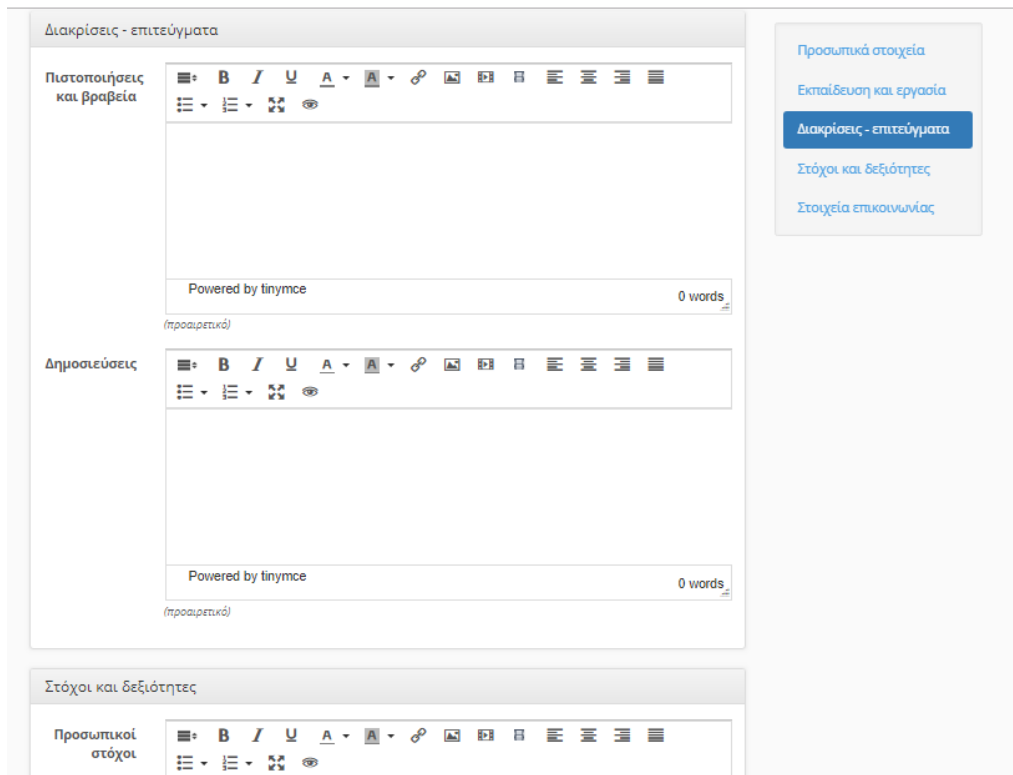 Διακρίσεις - επιτεύγματα
Πιστοποιήσεις
και βραβεία
B I U A A
Powered by tinymce
0 words
(προαιρετικό)
Δημοσιεύσεις
B I U A A
Powered by tinymce
0 words
(προαιρετικό)
Στόχοι και δεξιότητες
Προσωπικοί
στόχοι
B I U A A
Προσωπικά στοιχεία
Εκπαίδευση και εργασία
Διακρίσεις - επιτεύγματα
Στόχοι και δεξιότητες
Στοιχεία επικοινωνίας